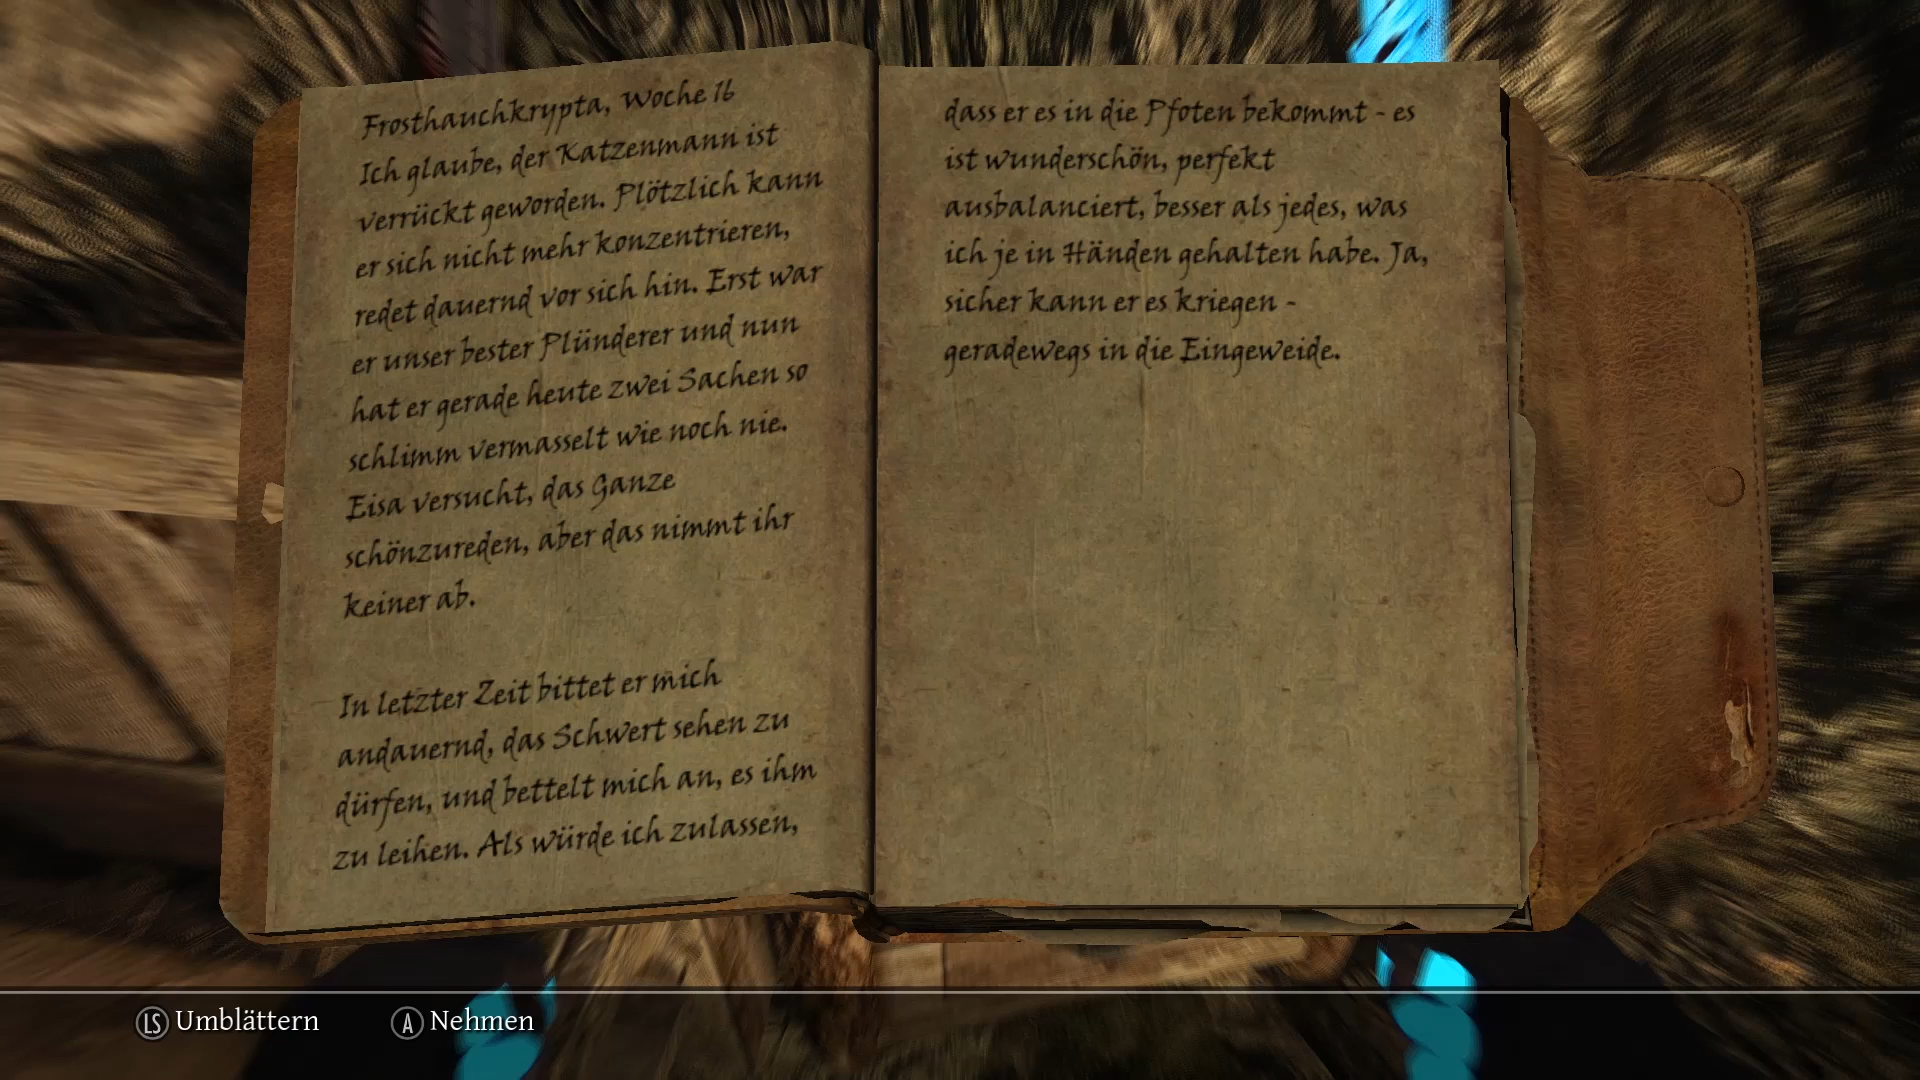 Frosthauchkrypta, Woche 16
Ich glaube, der Katzenmann ist
verrückt geworden. Plötzlich kann
er sich nicht mehr konzentrieren,
redet dauernd vor sich hin. Erst war
er unser bester Plünderer und nun
hat er gerade heute zwei Sachen so
schlimm vermasselt wie noch nie.
Eisa versucht, das Ganze
schönzureden, aber das nimmt ihr
keiner ab.
In letzter Zeit bittet er mich
andauernd, das Schwert sehen zu
dürfen, und bettelt mich an, es ihm
zu leihen. Als würde ich zulassen,
dass er es in die Pfoten bekommt - es
ist wunderschön, perfekt
ausbalanciert, besser als jedes, was
ich je in Händen gehalten habe. Ja,
sicher kann er es kriegen -
geradewegs in die Eingeweide.
LS Umblättern
A Nehmen